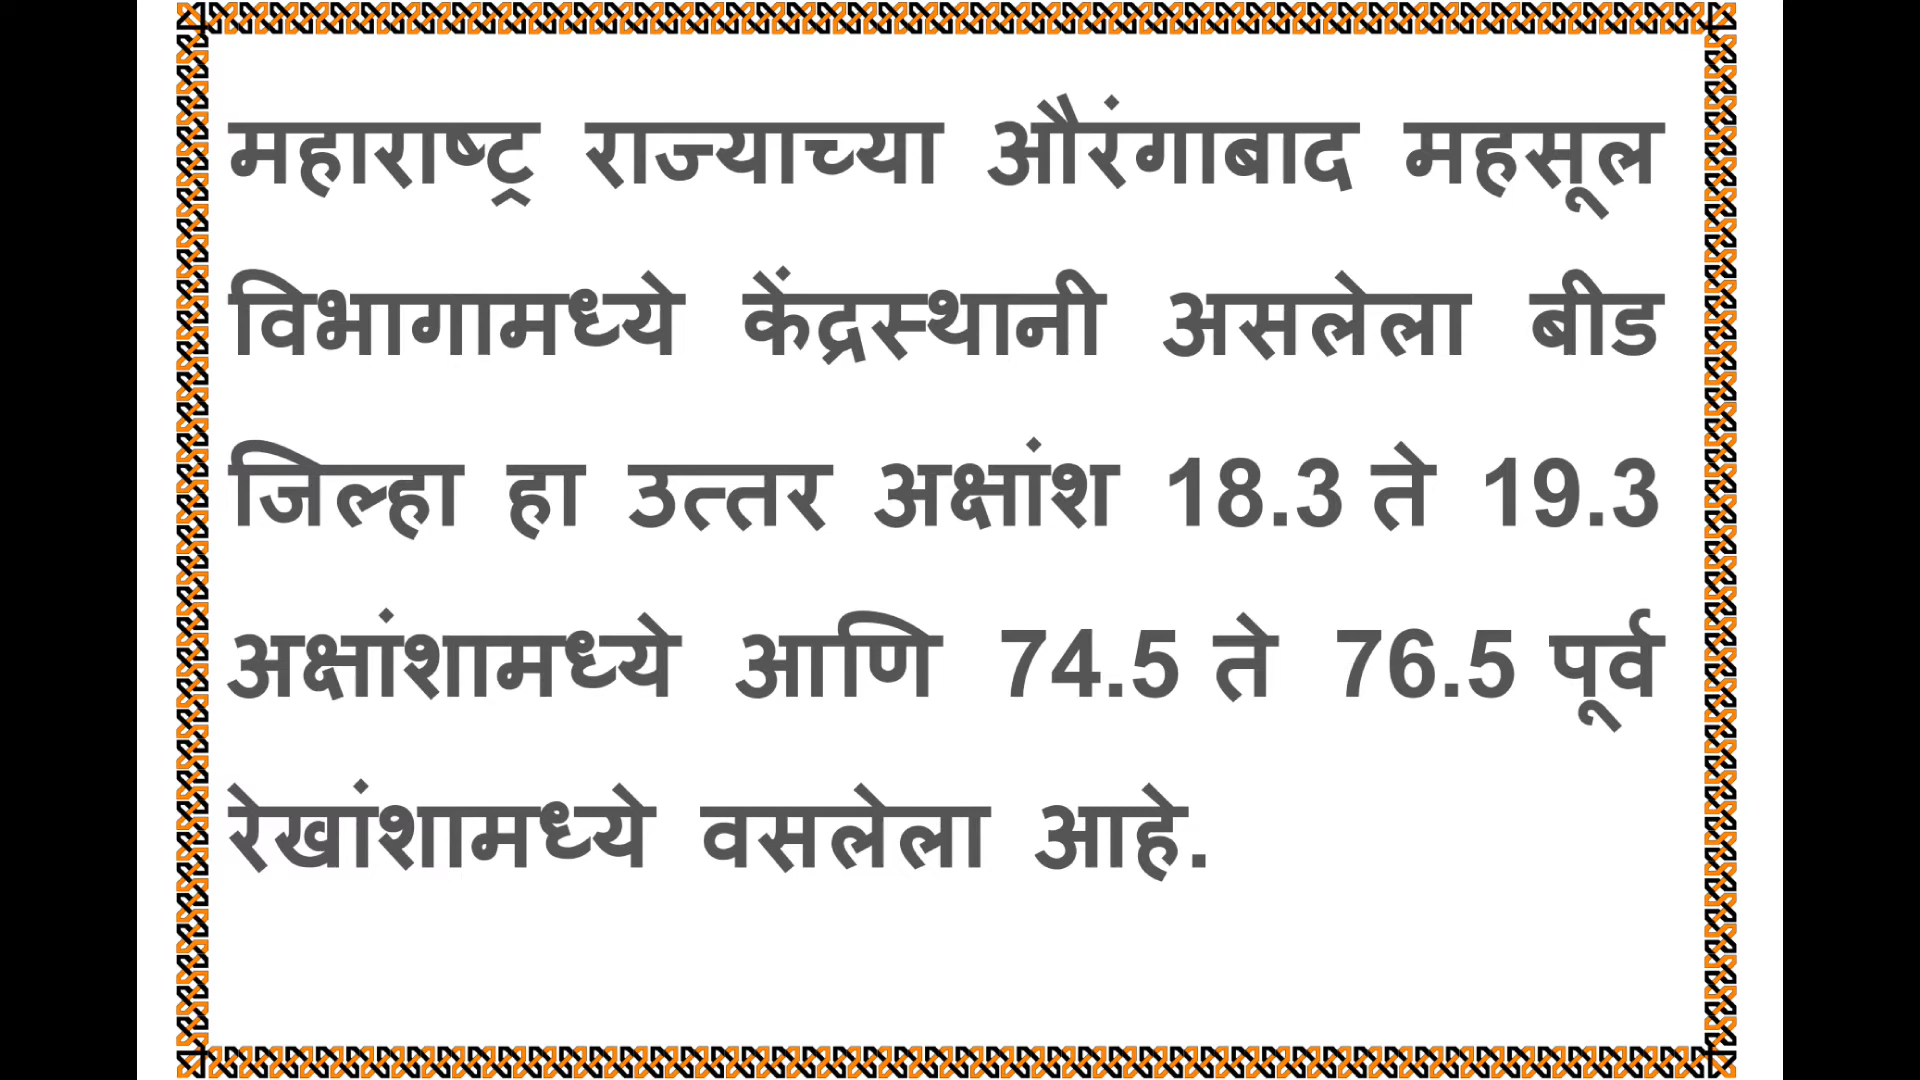 महाराष्ट्र राज्याच्या औरंगाबाद महसूल
विभागामध्ये केंद्रस्थानी असलेला बीड
जिल्हा हा उत्तर अक्षांश 18.3 ते 19.3
अक्षांशामध्ये आणि 74.5 ते 76.5 पूर्व
रेखांशामध्ये वसलेला आहे.